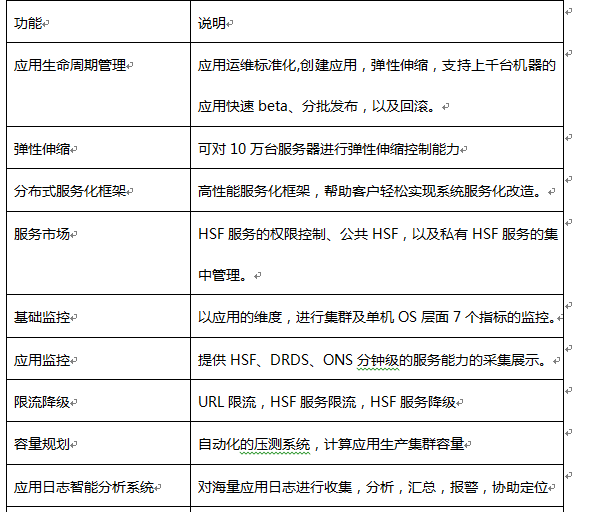 功能 说明
应用生命周期管理 应用运维标准化,创建应用，弹性伸缩，支持上千台机器的
应用快速 beta、分批发布，以及回滚。
弹性伸缩 可对 10 万台服务器进行弹性伸缩控制能力
分布式服务化框架 高性能服务化框架，帮助客户轻松实现系统服务化改造。
服务市场 HSF 服务的权限控制、公共 HSF，以及私有 HSF 服务的集
中管理。
基础监控 以应用的维度，进行集群及单机 OS 层面 7 个指标的监控。
应用监控 提供 HSF、DRDS、ONS 分钟级的服务能力的采集展示。
限流降级 URL 限流，HSF 服务限流，HSF 服务降级
容量规划 自动化的压测系统，计算应用生产集群容量
应用日志智能分析系统 对海量应用日志进行收集，分析，汇总，报警，协助定位